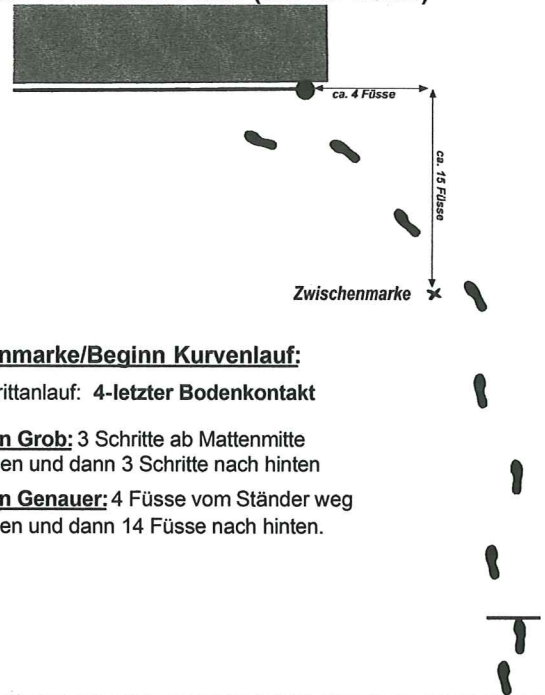 ca. 4 Füsse
ca. 15 Füsse
Zwischenmarke
nmarke/Beginn Kurvenlauf:
rittanlauf: 4-letzter Bodenkontakt
n Grob: 3 Schritte ab Mattenmitte
en und dann 3 Schritte nach hinten
n Genauer: 4 Füsse vom Ständer weg
en und dann 14 Füsse nach hinten.